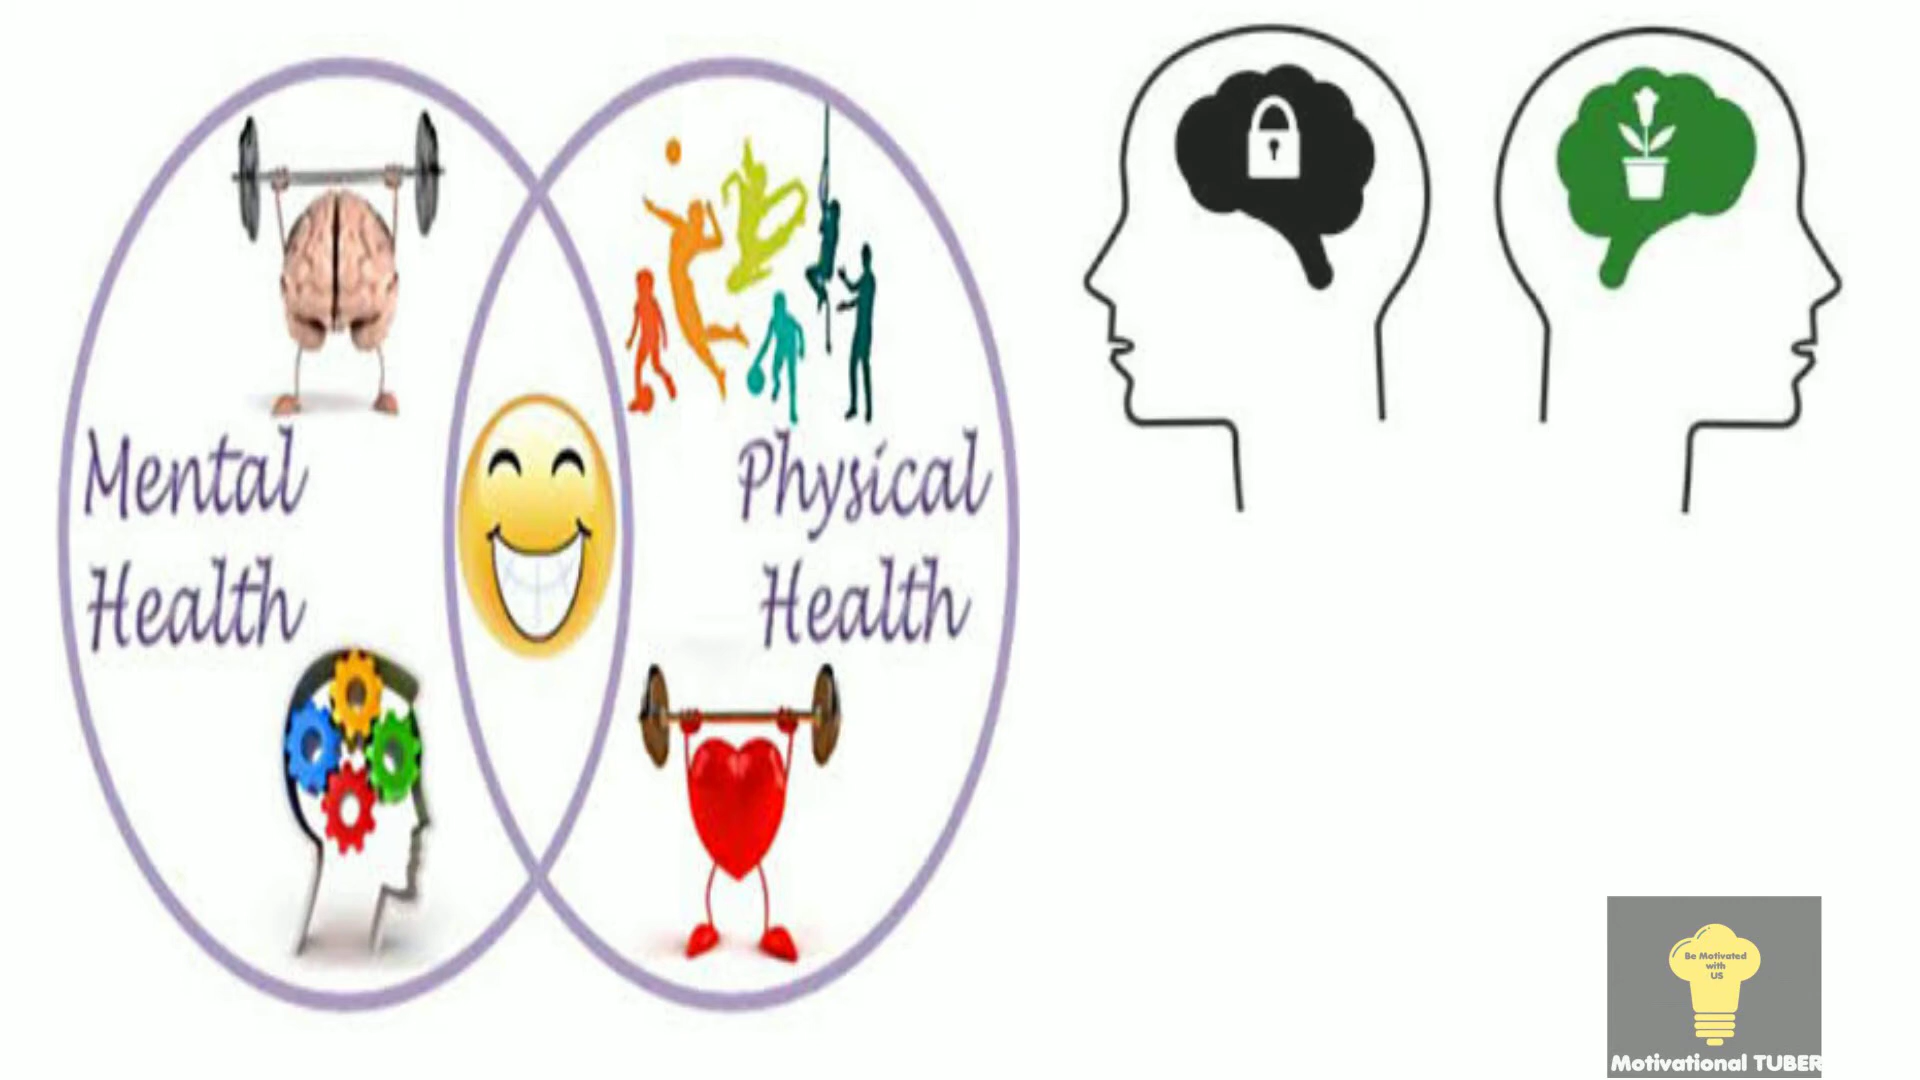 Mental
Health
Physical
Health
Be Motivated
with
US
Motivational TUBER